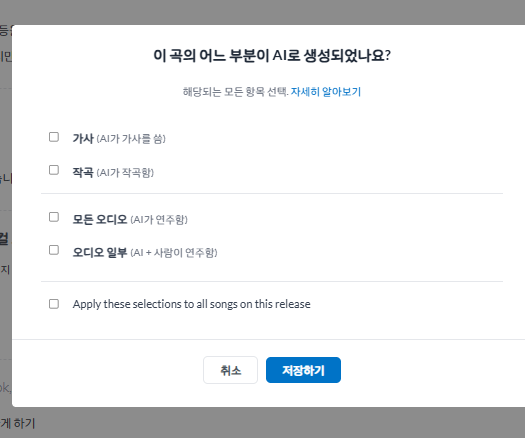 이 곡의 어느 부분이 AI로 생성되었나요?
해당되는 모든 항목 선택. 자세히 알아보기
가사 (AI가 가사를 씀)
작곡 (AI가 작곡함)
모든 오디오 (AI가 연주함)
오디오 일부 (AI + 사람이 연주함)
Apply these selections to all songs on this release
취소 저장하기
게 하기